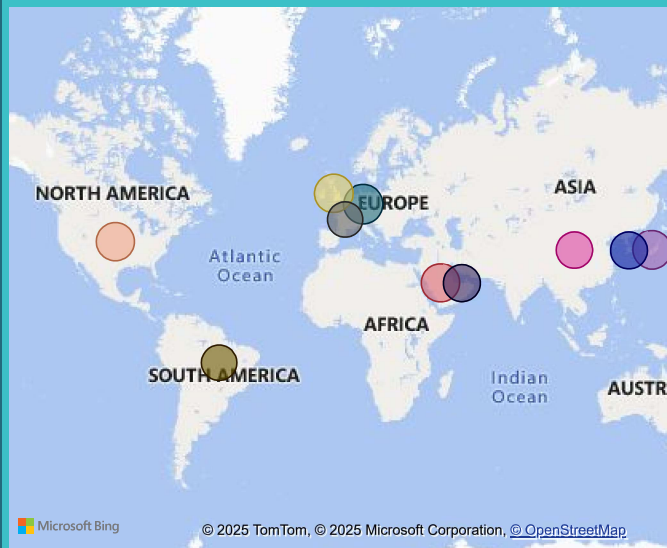 ASIA
NORTH AMERICA
EUROPE
Atlantic
Ocean
AFRICA
SOUTH AMERICA
Indian
Ocean
AUSTR
Microsoft Bing
© 2025 TomTom, © 2025 Microsoft Corporation, © OpenStreetMap